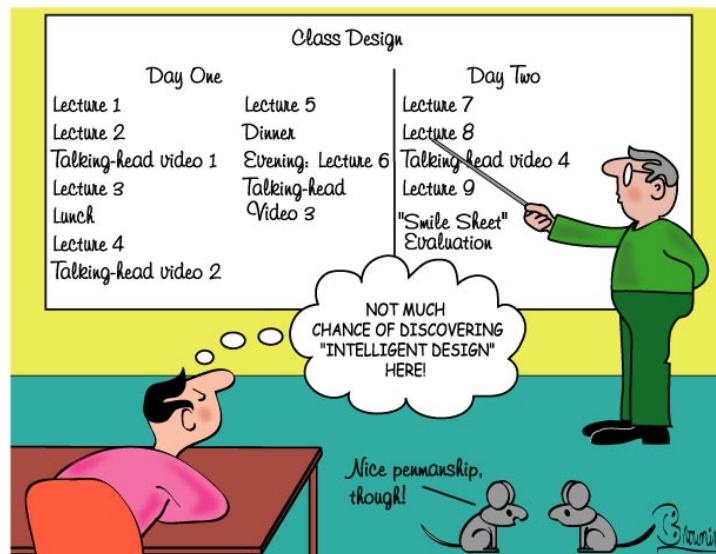 Class Design
Day One
Lecture 1
Lecture 2
Talking-head video 1
Lecture 3
Lunch
Lecture 4
Talking-head video 2
Lecture 5
Dinner
Evening: Lecture 6
Talking-head
Video 3
Day Two
Lecture 7
Lecture 8
Talking head video 4
Lecture 9
"Smile Sheet"
Evaluation
NOT MUCH
CHANCE OF DISCOVERING
"INTELLIGENT DESIGN"
HERE!
Nice penmanship,
though!